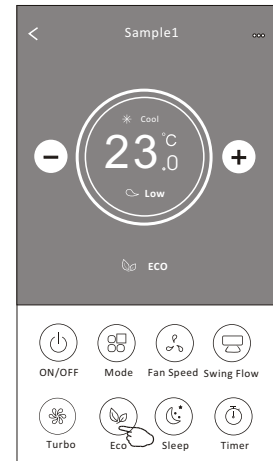 Sample1
Cool
23.0 °C
Low
ECO
ON/OFF Mode Fan Speed Swing Flow
Turbo Eco Sleep Timer